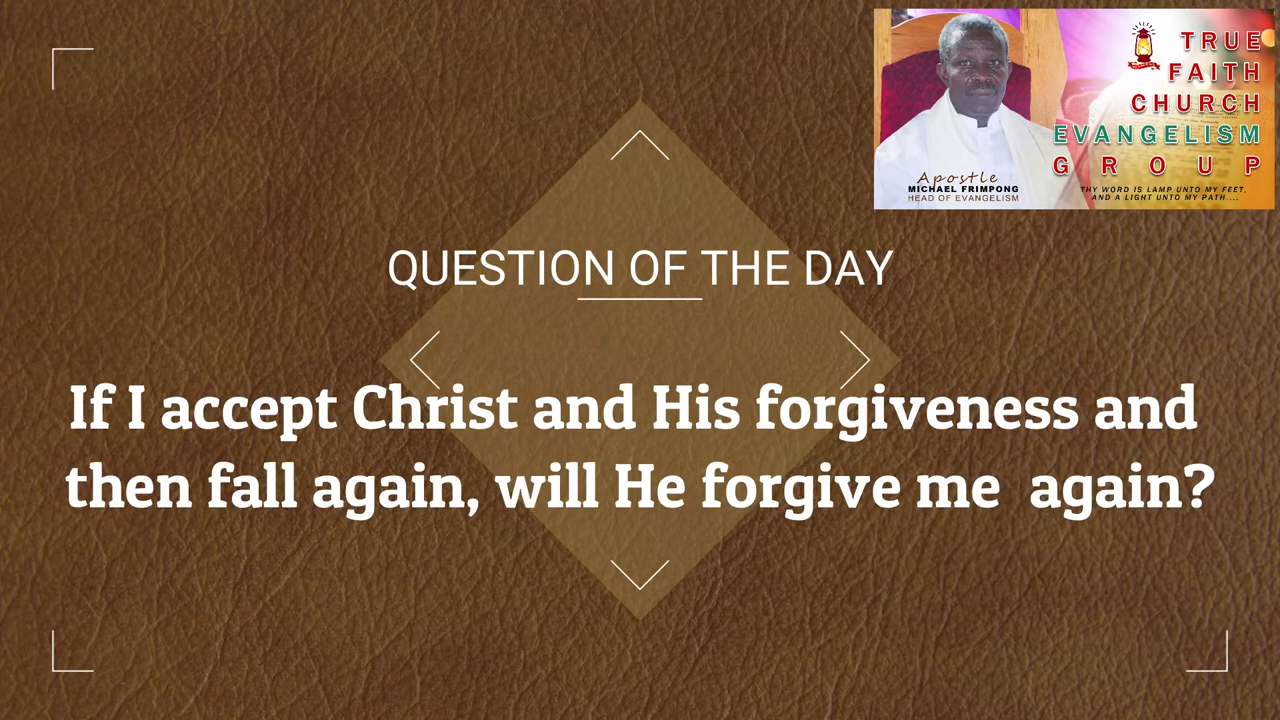 TRUE
FAITH
CHURCH
EVANGELISM
GROUP
Apostle
MICHAEL FRIMPONG
HEAD OF EVANGELISM
THY WORD IS LAMP UNTO MY FEET,
AND A LIGHT UNTO MY PATH....
QUESTION OF THE DAY
If I accept Christ and His forgiveness and
then fall again, will He forgive me again?